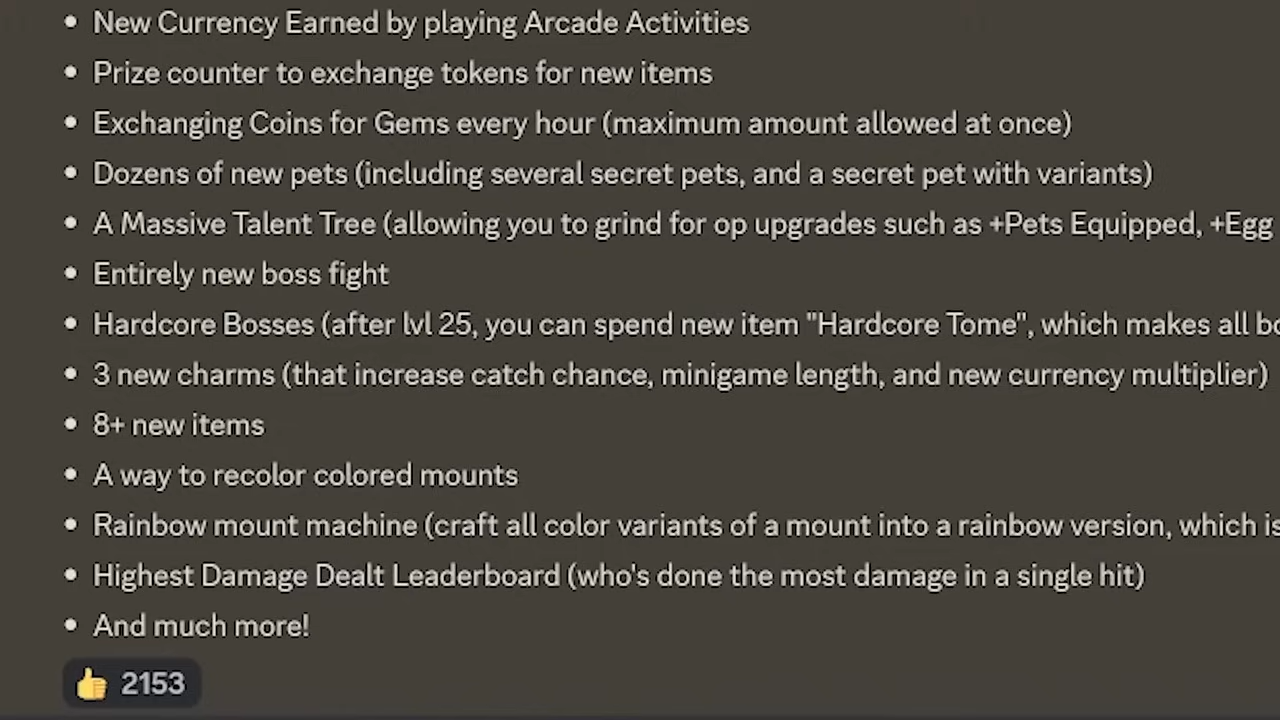 • New Currency Earned by playing Arcade Activities
• Prize counter to exchange tokens for new items
• Exchanging Coins for Gems every hour (maximum amount allowed at once)
• Dozens of new pets (including several secret pets, and a secret pet with variants)
• A Massive Talent Tree (allowing you to grind for op upgrades such as +Pets Equipped, +Egg
• Entirely new boss fight
• Hardcore Bosses (after lvl 25, you can spend new item "Hardcore Tome", which makes all
• 3 new charms (that increase catch chance, minigame length, and new currency multiplier)
• 8+ new items
• A way to recolor colored mounts
• Rainbow mount machine (craft all color variants of a mount into a rainbow version, which is
• Highest Damage Dealt Leaderboard (who's done the most damage in a single hit)
• And much more!
👍 2153